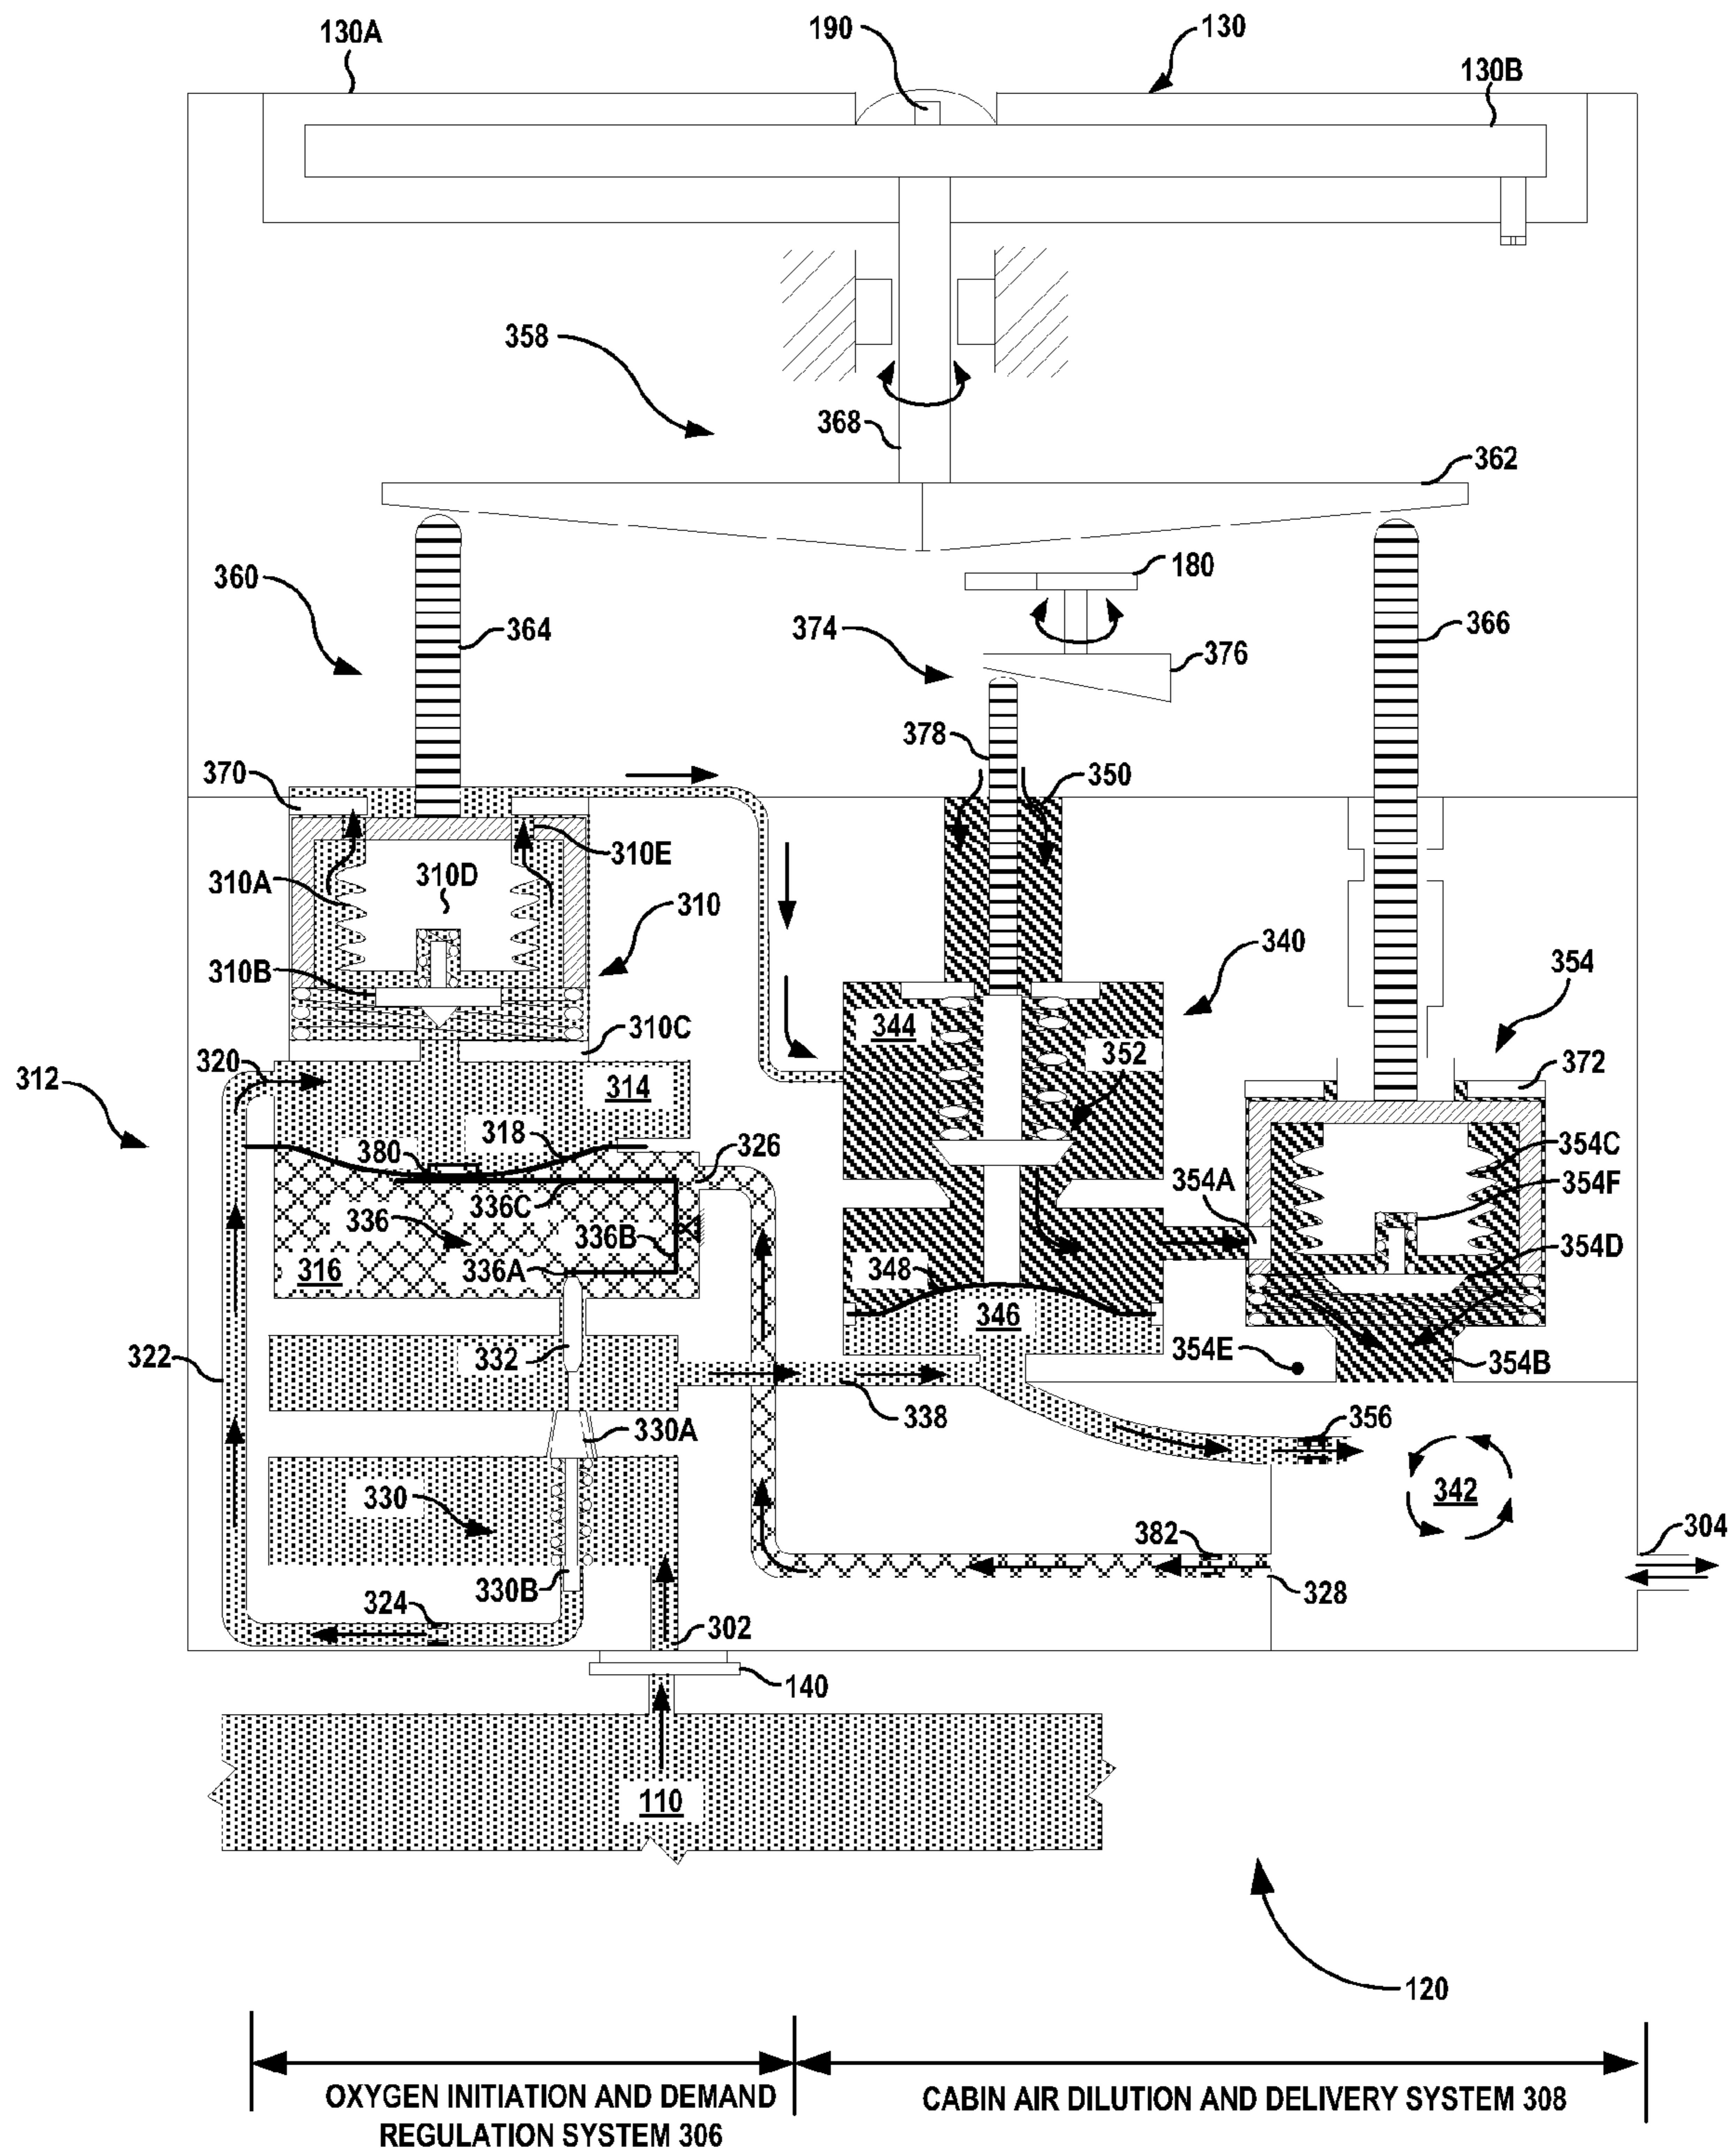 130A
190
130
130B
358
368
362
360
364
180
374
376
366
378
370
350
310E
310A
310D
310
340
310B
354
344
310C
352
320
314
312
372
318
380
326
354C
354A
354F
336C
336
336B
354D
316
336A
348
346
322
332
354E
354B
338
356
330A
342
330
382
304
330B
328
324
302
140
110
120
OXYGEN INITIATION AND DEMAND
REGULATION SYSTEM 306
CABIN AIR DILUTION AND DELIVERY SYSTEM 308